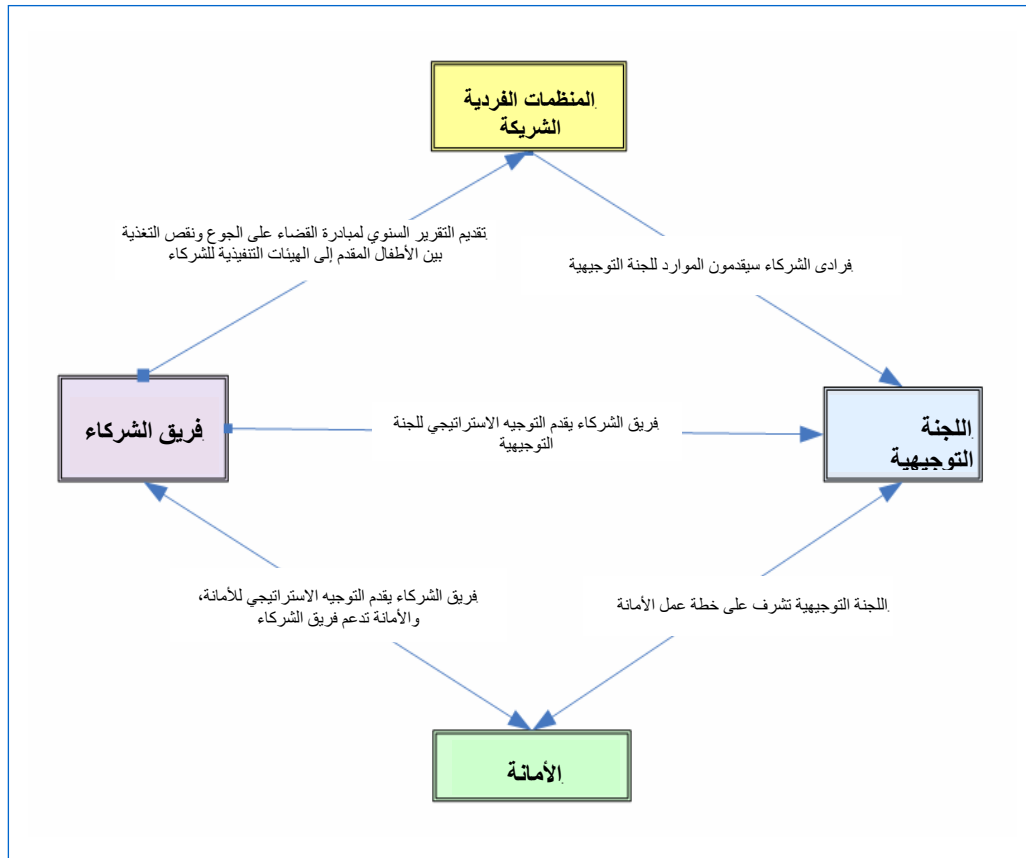 المنظمات الفردية
الشريكة
تقديم التقرير السنوي لمبادرة القضاء على الجوع ونقص التغذية
بين الأطفال المقدم إلى الهيئات التنفيذية للشركاء
فرادى الشركاء سيقدمون الموارد للجنة التوجيهية
فريق الشركاء
فريق الشركاء يقدم التوجيه الاستراتيجي للجنة
التوجيهية
اللجنة
التوجيهية
فريق الشركاء يقدم التوجيه الاستراتيجي للأمانة،
والأمانة تدعم فريق الشركاء
اللجنة التوجيهية تشرف على خطة عمل الأمانة
الأمانة